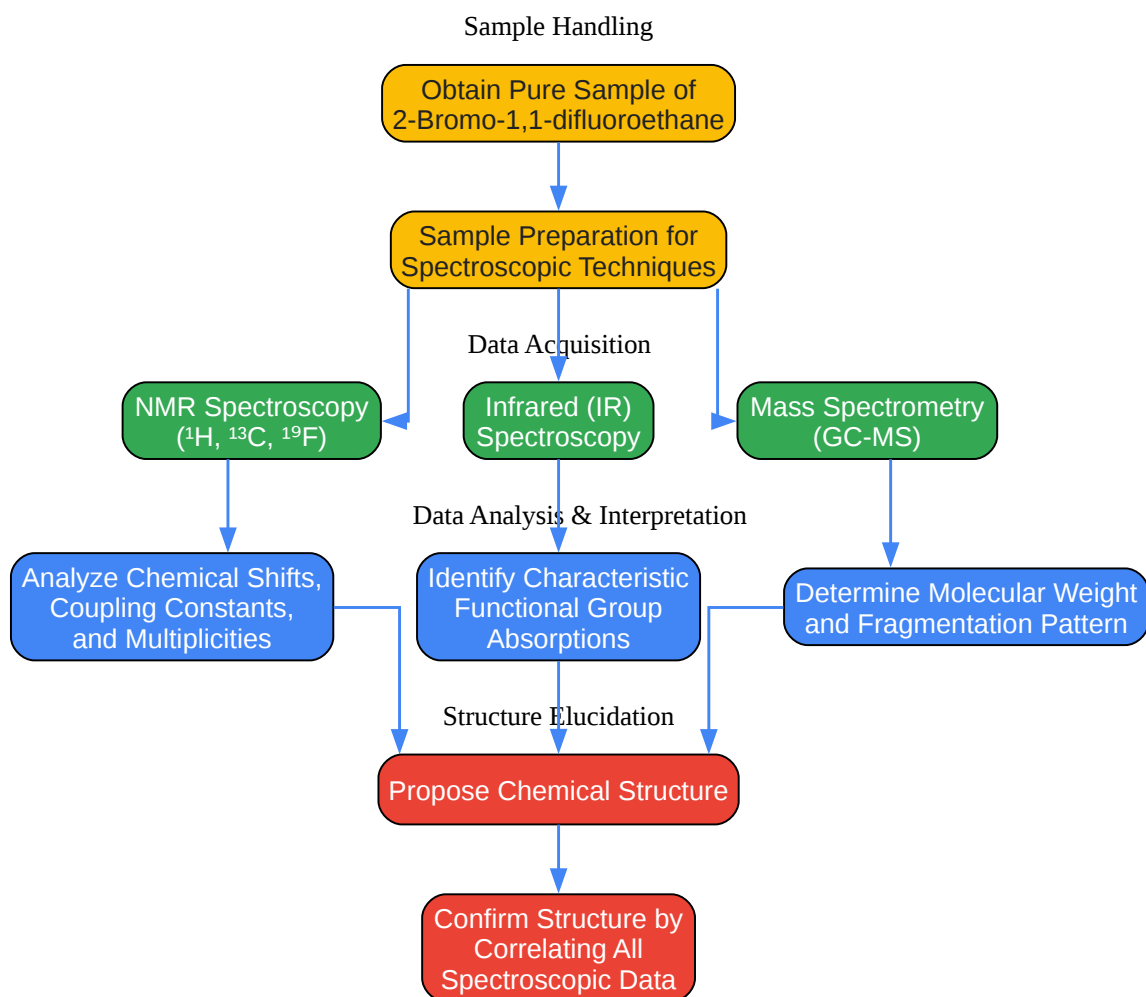 Sample Handling
Obtain Pure Sample of
2-Bromo-1,1-difluoroethane
Sample Preparation for
Spectroscopic Techniques
Data Acquisition
NMR Spectroscopy
(¹H, ¹³C, ¹⁹F)
Infrared (IR)
Spectroscopy
Mass Spectrometry
(GC-MS)
Data Analysis & Interpretation
Analyze Chemical Shifts,
Coupling Constants,
and Multiplicities
Identify Characteristic
Functional Group
Absorptions
Determine Molecular Weight
and Fragmentation Pattern
Structure Elucidation
Propose Chemical Structure
Confirm Structure by
Correlating All
Spectroscopic Data